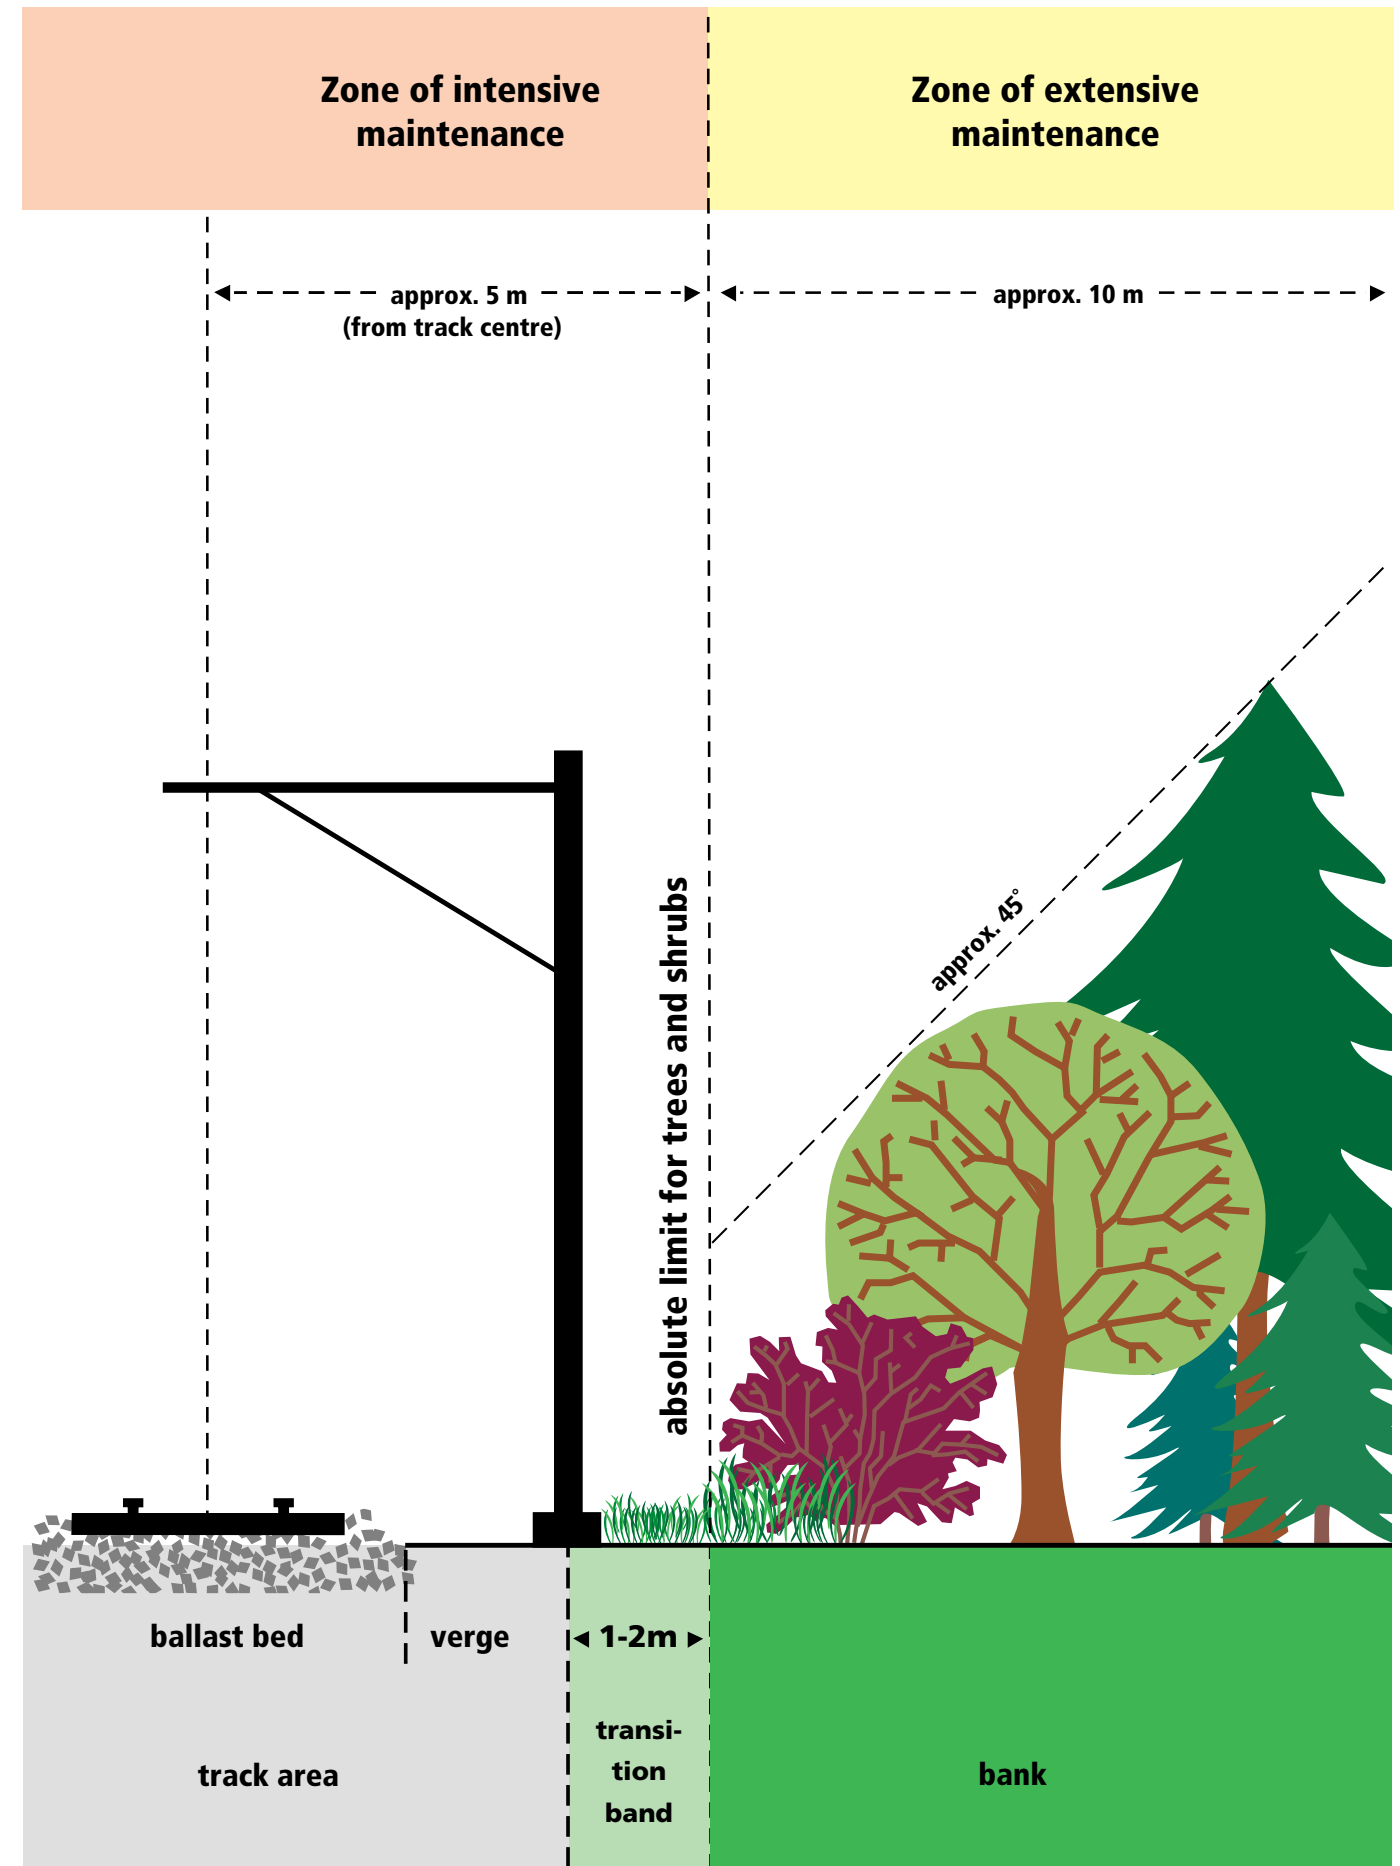 Zone of intensive
maintenance
Zone of extensive
maintenance
approx. 5 m
(from track centre)
approx. 10 m
approx. 45°
absolute limit for trees and shrubs
ballast bed
verge
1-2m
transi-
tion
band
track area
bank